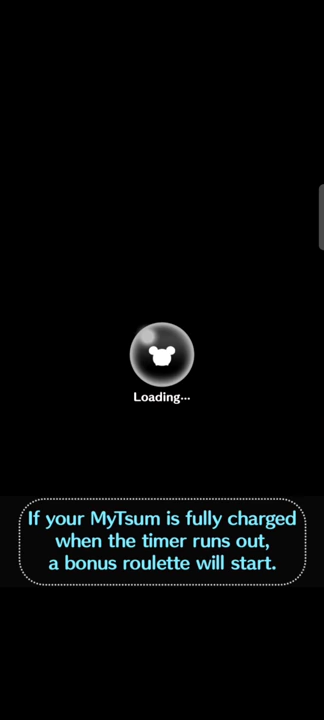 Loading···
If your MyTsum is fully charged
when the timer runs out,
a bonus roulette will start.